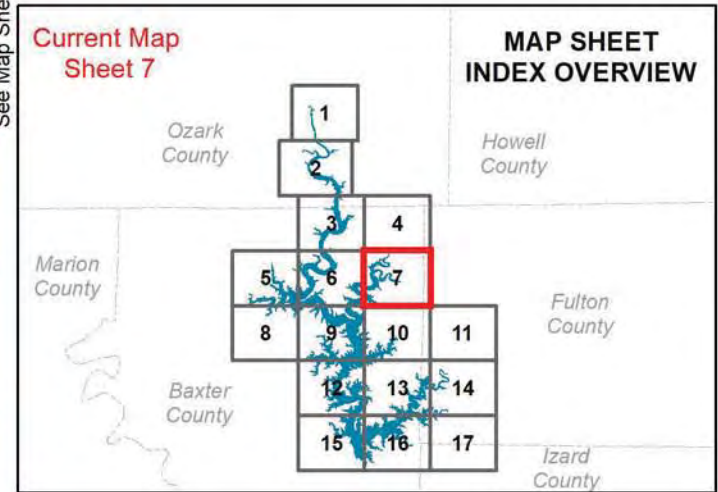 See Map She
Current Map
Sheet 7
MAP SHEET
INDEX OVERVIEW
1
Ozark
County
Howell
County
2
3 4
Marion
County
5 6 7
Fulton
County
8 9 10 11
Baxter
County
12 13 14
15 16 17
Izard
County